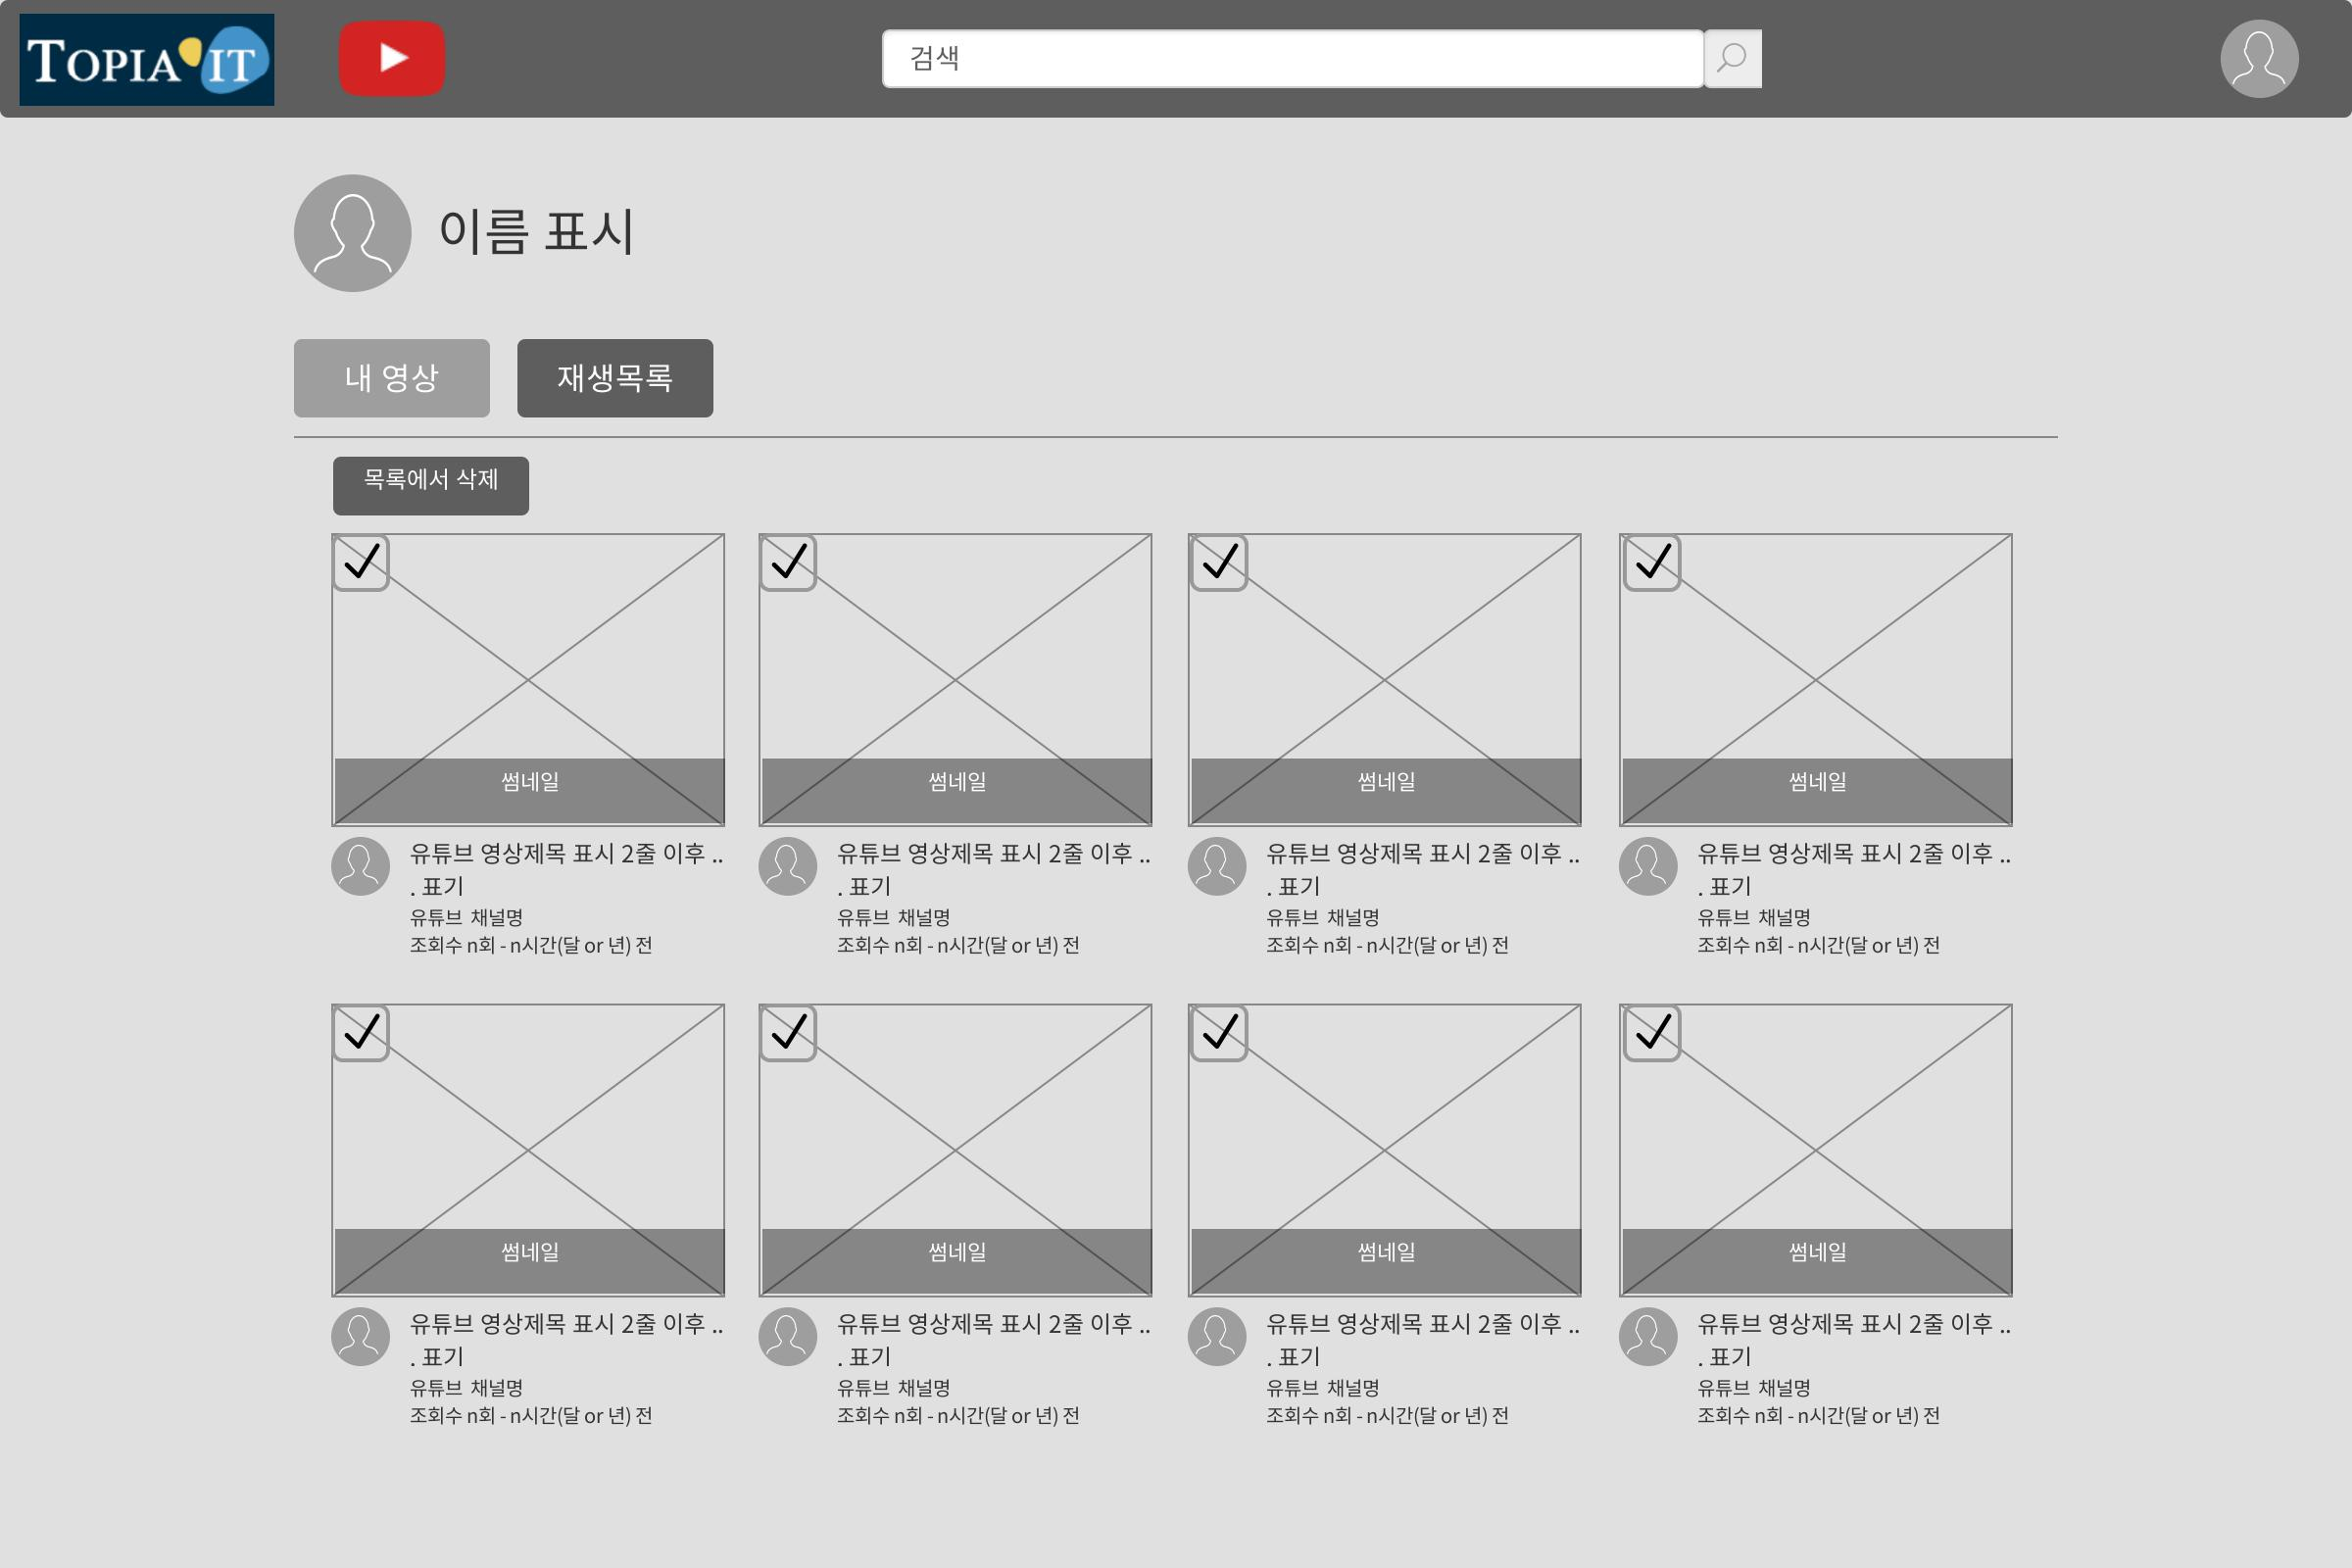 TOPIA IT
검색
이름 표시
내 영상
재생목록
목록에서 삭제
썸네일
썸네일
썸네일
썸네일
유튜브 영상제목 표시 2줄 이후 ..
. 표기
유튜브 채널명
조회수 n회 - n시간(달 or 년) 전
유튜브 영상제목 표시 2줄 이후 ..
. 표기
유튜브 채널명
조회수 n회 - n시간(달 or 년) 전
유튜브 영상제목 표시 2줄 이후 ..
. 표기
유튜브 채널명
조회수 n회 - n시간(달 or 년) 전
유튜브 영상제목 표시 2줄 이후 ..
. 표기
유튜브 채널명
조회수 n회 - n시간(달 or 년) 전
썸네일
썸네일
썸네일
썸네일
유튜브 영상제목 표시 2줄 이후 ..
. 표기
유튜브 채널명
조회수 n회 - n시간(달 or 년) 전
유튜브 영상제목 표시 2줄 이후 ..
. 표기
유튜브 채널명
조회수 n회 - n시간(달 or 년) 전
유튜브 영상제목 표시 2줄 이후 ..
. 표기
유튜브 채널명
조회수 n회 - n시간(달 or 년) 전
유튜브 영상제목 표시 2줄 이후 ..
. 표기
유튜브 채널명
조회수 n회 - n시간(달 or 년) 전